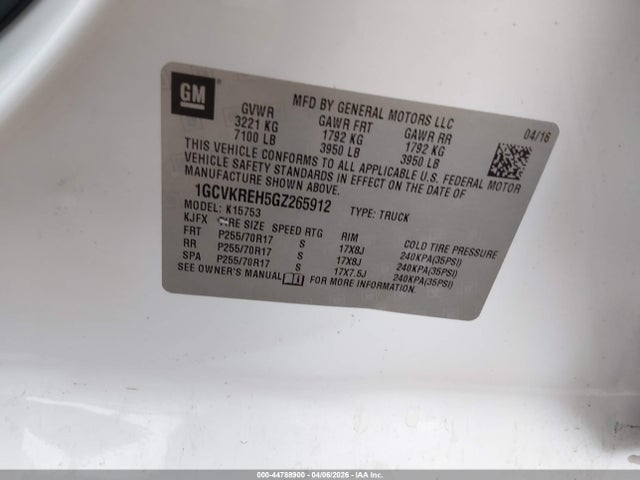 GM
MFD BY GENERAL MOTORS LLC
04/16
GVWR GAWR FRT GAWR RR
3221 KG 1792 KG 1792 KG
7100 LB 3950 LB 3950 LB
THIS VEHICLE CONFORMS TO ALL APPLICABLE U.S. FEDERAL MOTOR
VEHICLE SAFETY STANDARDS IN EFFECT ON THE DATE OF
MANUFACTURE SHOWN ABOVE.
1GCVKREH5GZ265912 TYPE: TRUCK
MODEL: K15753
KJFX SIZE SPEED RTG RIM COLD TIRE PRESSURE
FRT P255/70R17 S 17X8J 240KPA(35PSI)
RR P255/70R17 S 17X8J 240KPA(35PSI)
SPA P255/70R17 S 17X7.5J 240KPA(35PSI)
SEE OWNER'S MANUAL FOR MORE INFORMATION.
000-44788900 - 04/06/2026 - IAAI.COM